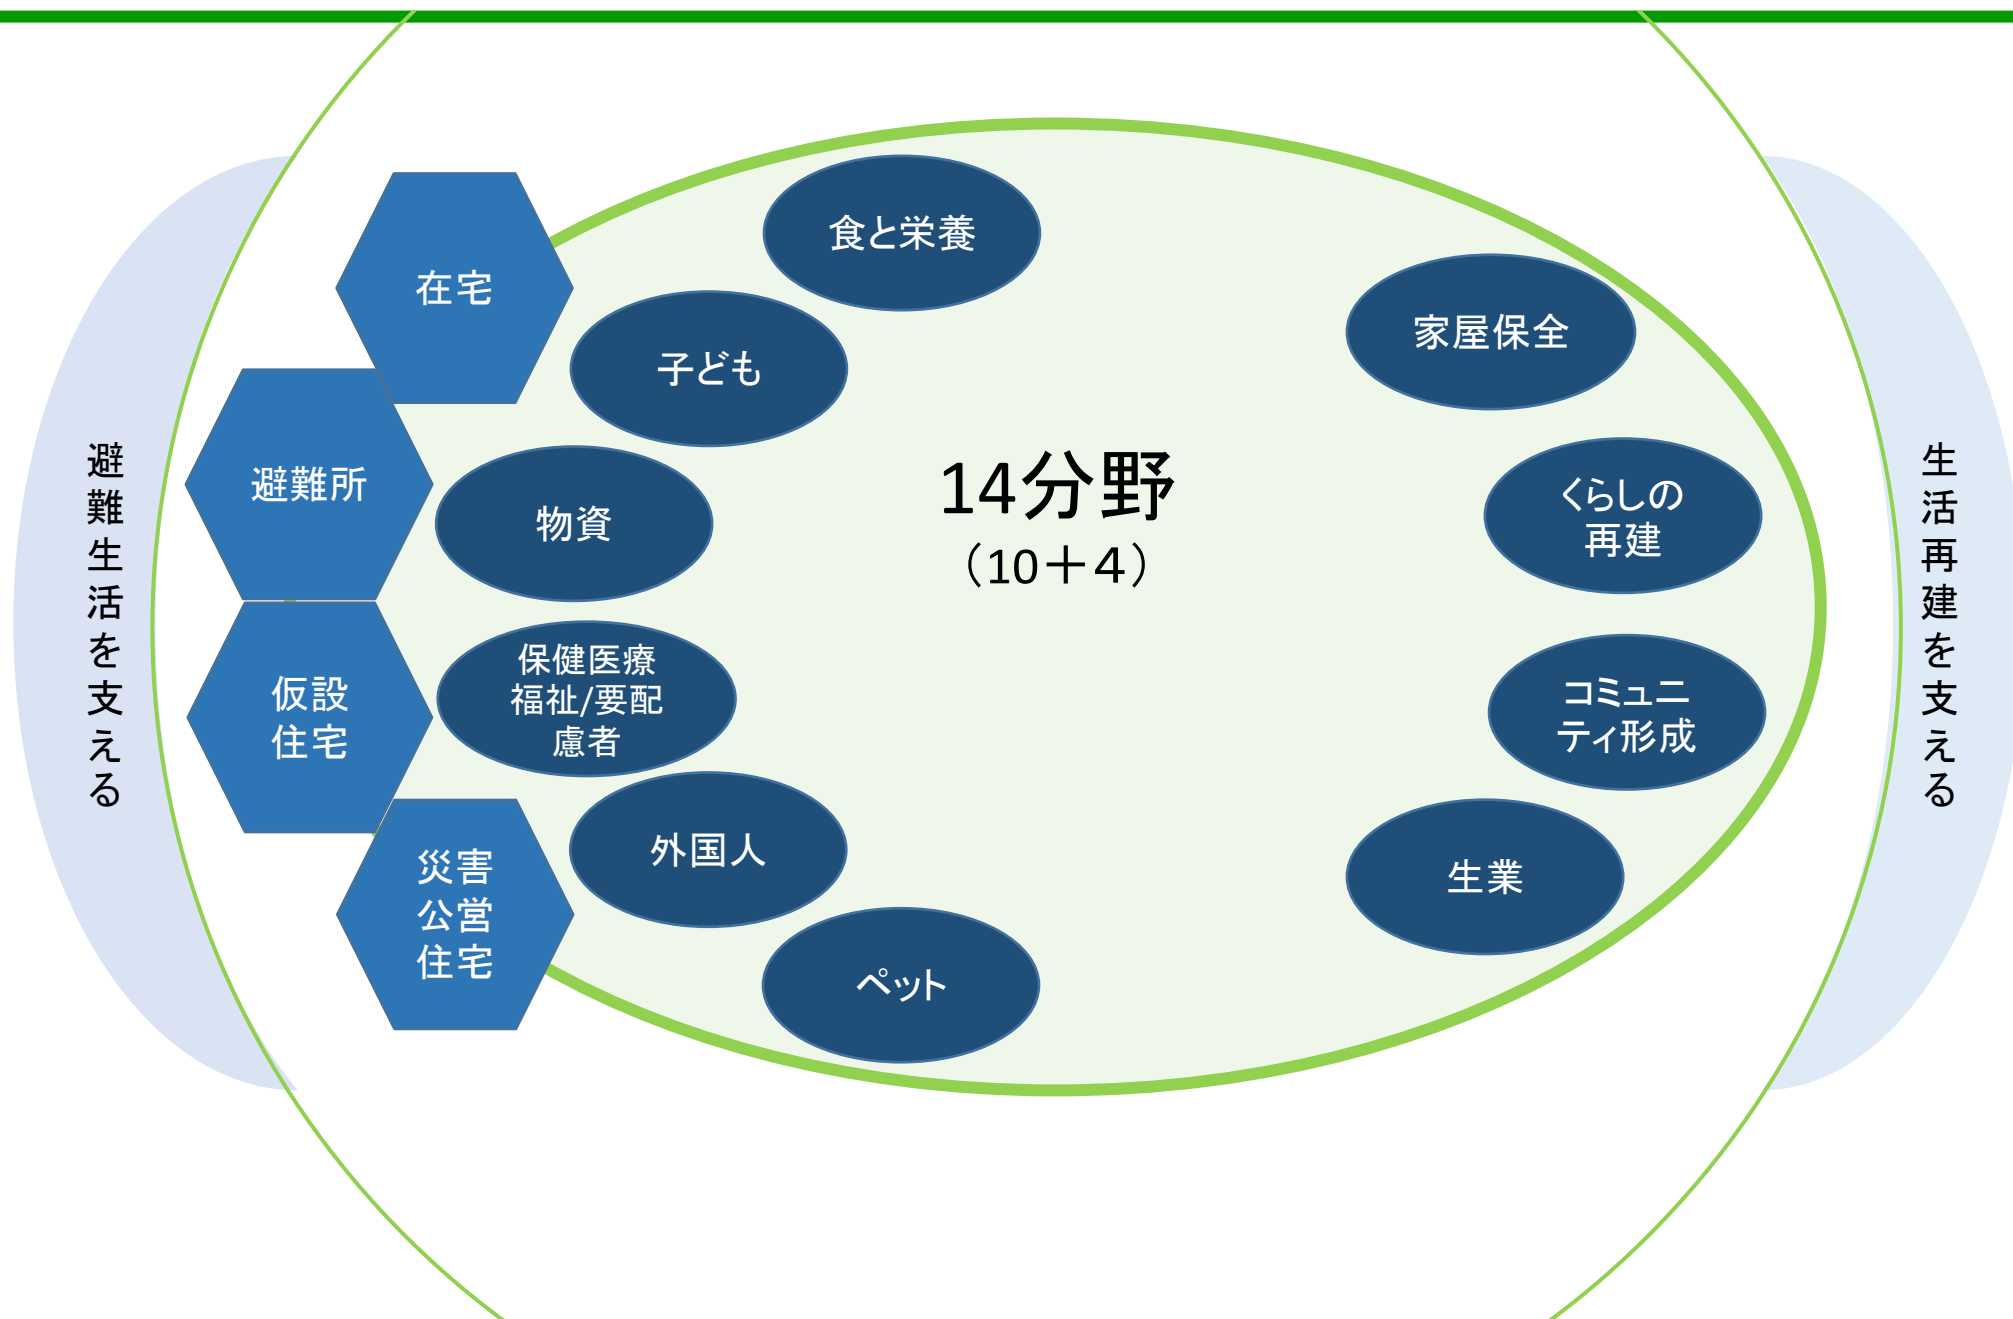 避難生活を支える
在宅
避難所
仮設
住宅
災害
公営
住宅
食と栄養
子ども
物資
保健医療
福祉/要配
慮者
外国人
ペット
14分野
（10＋４）
家屋保全
くらしの
再建
コミュニ
ティ形成
生業
生活再建を支える